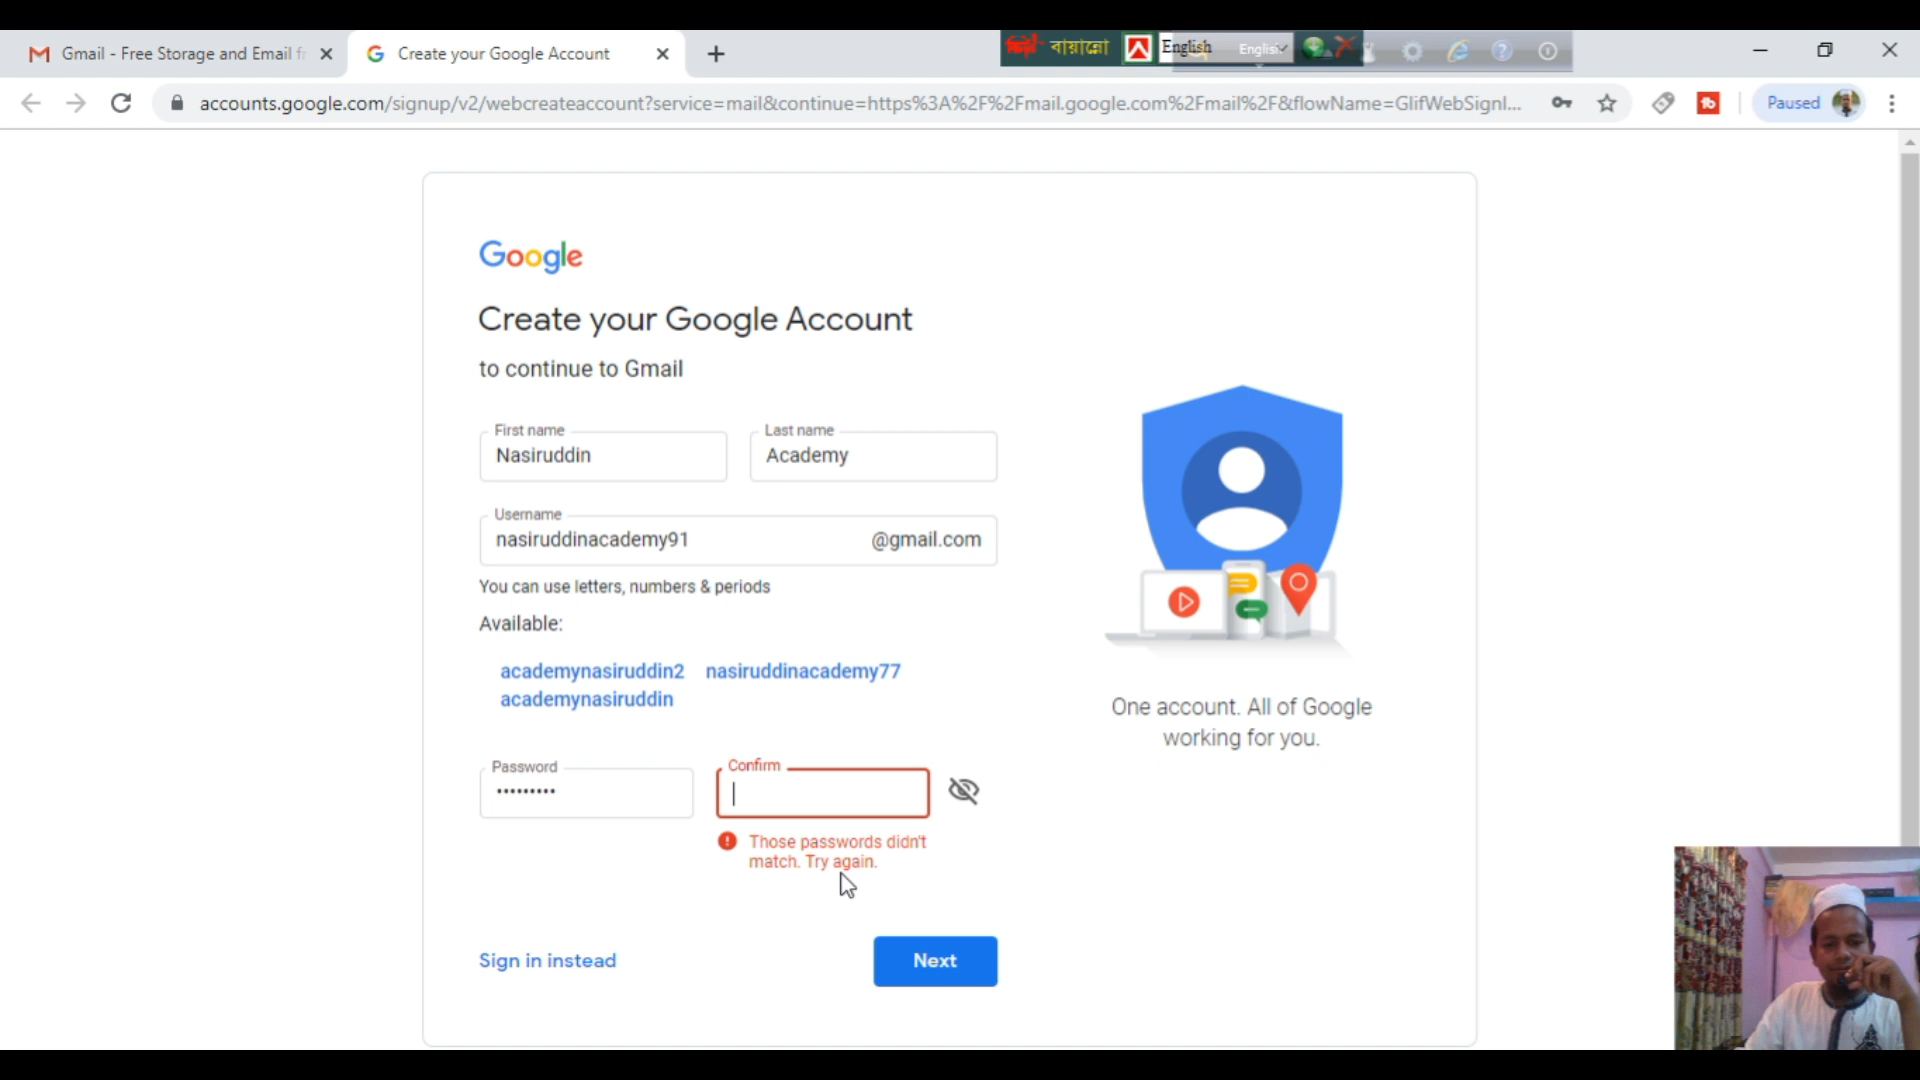 Gmail - Free Storage and Email fr
Create your Google Account
বায়ান্নো
English
English
accounts.google.com/signup/v2/webcreateaccount?service=mail&continue=https%3A%2F%2Fmail.google.com%2Fmail%2F&flowName=GlifWebSignI...
Paused
Google
Create your Google Account
to continue to Gmail
First name
Nasiruddin
Last name
Academy
Username
nasiruddinacademy91
@gmail.com
You can use letters, numbers & periods
Available:
academynasiruddin2 nasiruddinacademy77
academynasiruddin
Password
•••••••••
Confirm
Those passwords didn't
match. Try again.
Sign in instead
Next
One account. All of Google
working for you.